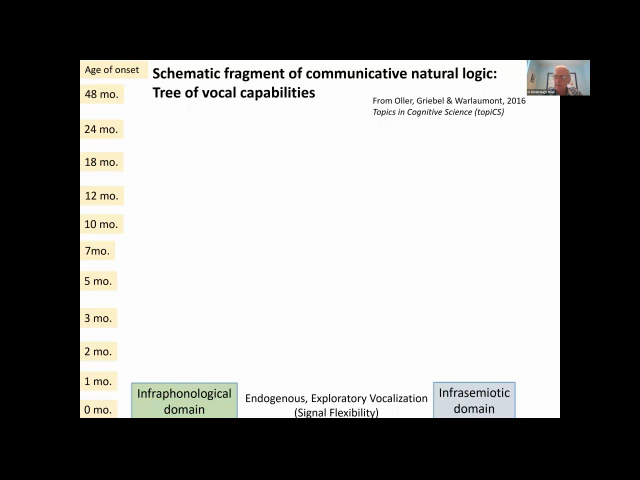 Age of onset
Schematic fragment of communicative natural logic:
Tree of vocal capabilities
From Oller, Griebel & Warlaumont, 2016
Topics in Cognitive Science (topiCS)
48 mo.
24 mo.
18 mo.
12 mo.
10 mo.
7mo.
5 mo.
3 mo.
2 mo.
1 mo.
0 mo.
Infraphonological
domain
Endogenous, Exploratory Vocalization
(Signal Flexibility)
Infrasemiotic
domain